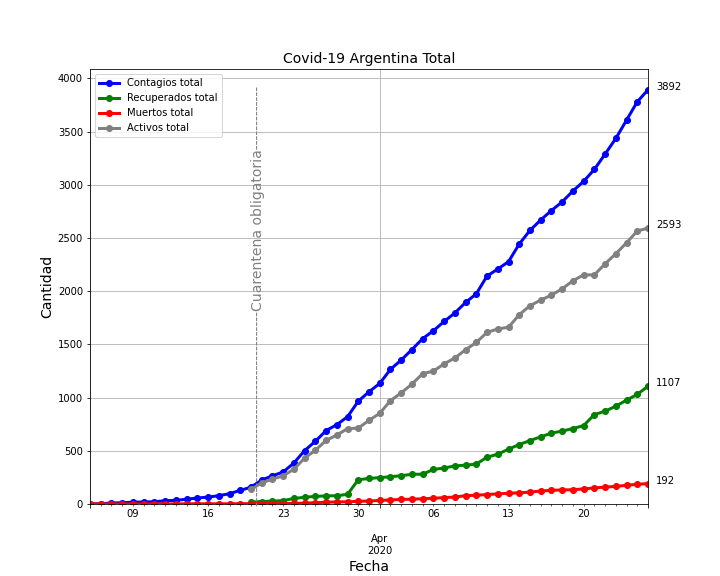 Covid-19 Argentina Total
Contagios total
Recuperados total
Muertos total
Activos total
4000
3500
3000
2500
2000
1500
1000
500
0
Cantidad
Cuarentena obligatoria
3892
2593
1107
192
09
16
23
30
06
13
20
Apr
2020
Fecha